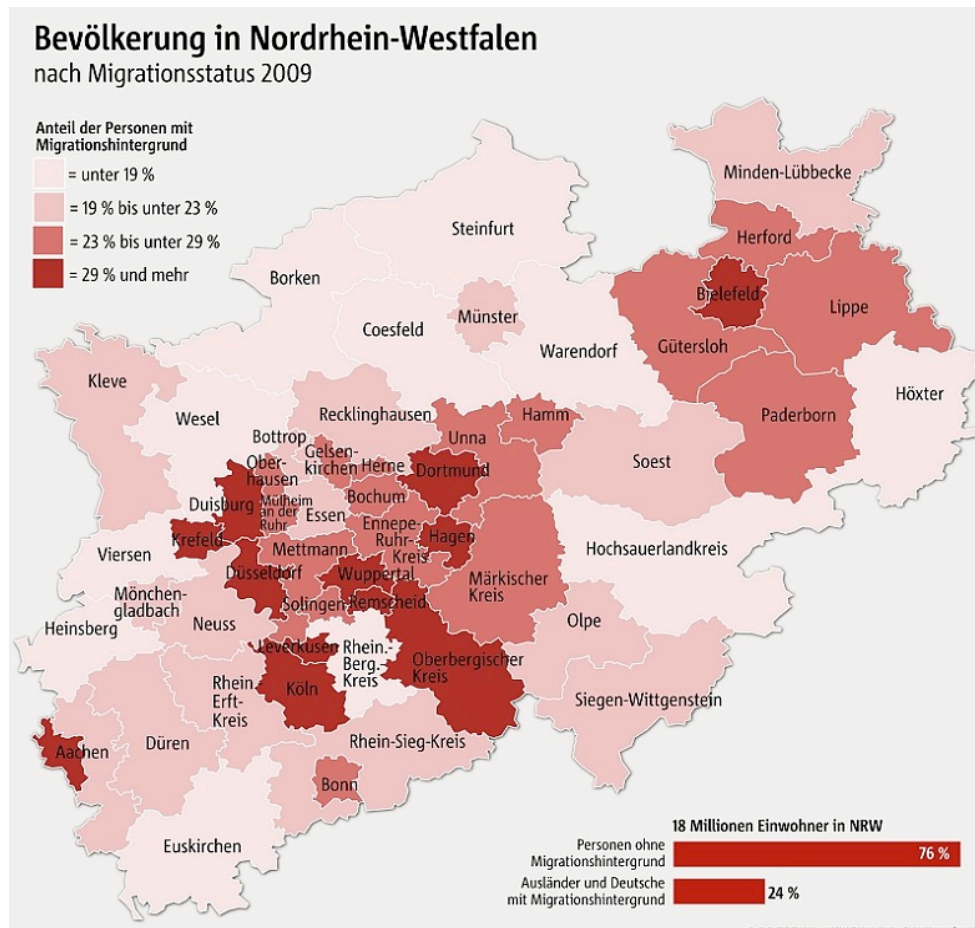 Bevölkerung in Nordrhein-Westfalen
nach Migrationsstatus 2009
Anteil der Personen mit
Migrationshintergrund
= unter 19 %
= 19 % bis unter 23 %
= 23 % bis unter 29 %
= 29 % und mehr
Minden-Lübbecke
Steinfurt
Herford
Borken
Bielefeld
Lippe
Münster
Coesfeld
Gütersloh
Warendorf
Kleve
Höxter
Wesel
Recklinghausen
Hamm
Paderborn
Bottrop
Unna
Gelsen-
kirchen
Herne
Dortmund
Soest
Ober-
hausen
Duisburg
Mülheim
an der
Ruhr
Essen
Bochum
Krefeld
Ennepe-
Ruhr-
Kreis
Hagen
Viersen
Mettmann
Hochsauerlandkreis
Düsseldorf
Wuppertal
Märkischer
Kreis
Mönchen-
gladbach
Solingen
Remscheid
Heinsberg
Neuss
Olpe
Leverkusen
Rhein.-
Berg.-
Kreis
Oberbergischer
Kreis
Rhein.-
Erft-
Kreis
Köln
Siegen-Wittgenstein
Aachen
Düren
Rhein-Sieg-Kreis
Bonn
Euskirchen
18 Millionen Einwohner in NRW
Personen ohne
Migrationshintergrund
76 %
Ausländer und Deutsche
mit Migrationshintergrund
24 %